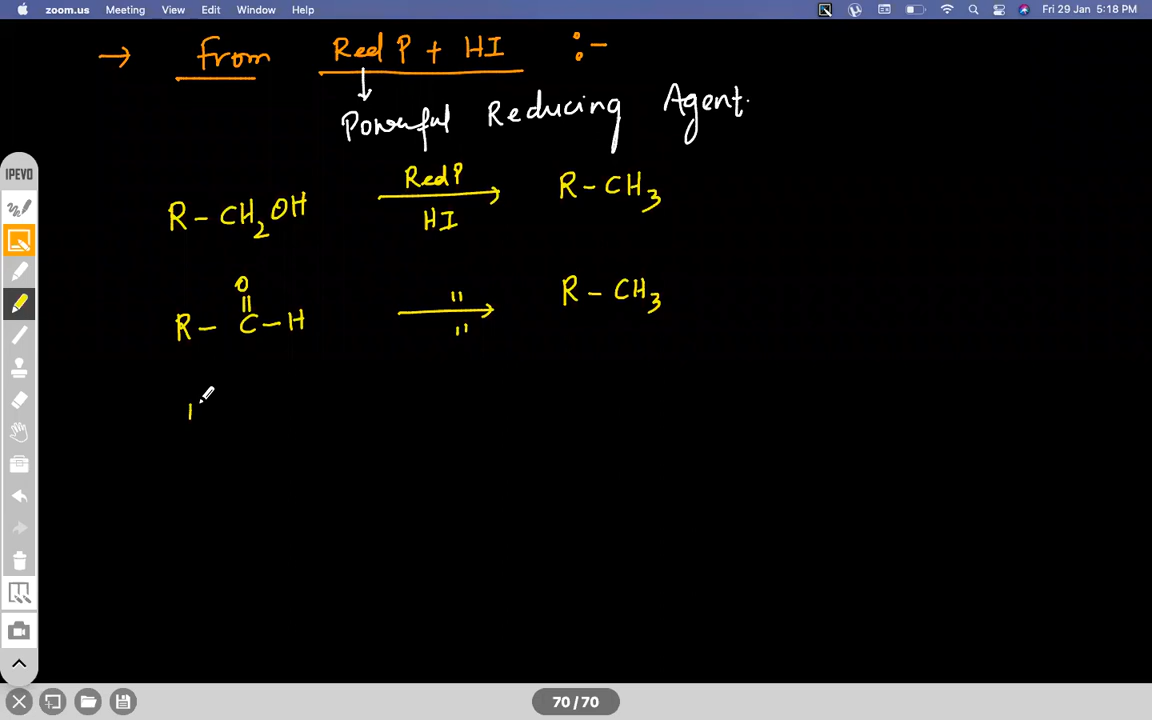 zoom.us Meeting View Edit Window Help Fri 29 Jan 5:18 PM
→ From Red P + HI :-
Powerful Reducing Agent.
IPEVO
R - CH2OH Red P HI → R - CH3
O
R - C - H " " → R - CH3
70 / 70